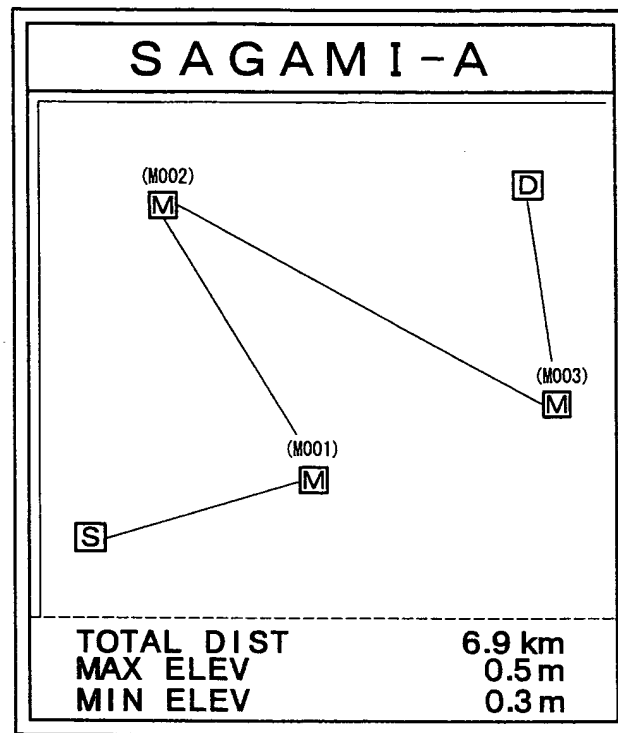 SAGAMI-A
(M002)
M
D
(M003)
M
(M001)
M
S
TOTAL DIST 6.9 km
MAX ELEV 0.5 m
MIN ELEV 0.3 m